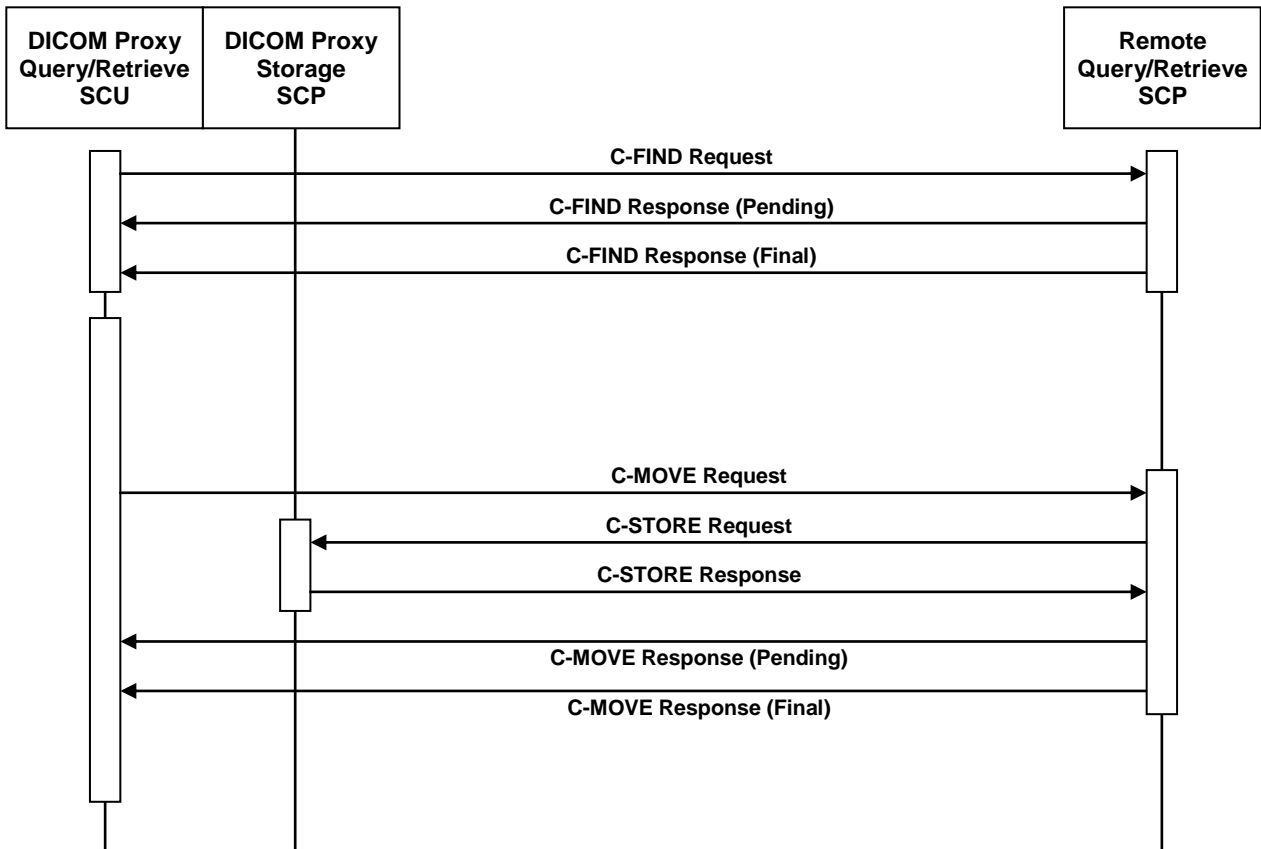 DICOM Proxy
Query/Retrieve
SCU
DICOM Proxy
Storage
SCP
Remote
Query/Retrieve
SCP
C-FIND Request
C-FIND Response (Pending)
C-FIND Response (Final)
C-MOVE Request
C-STORE Request
C-STORE Response
C-MOVE Response (Pending)
C-MOVE Response (Final)